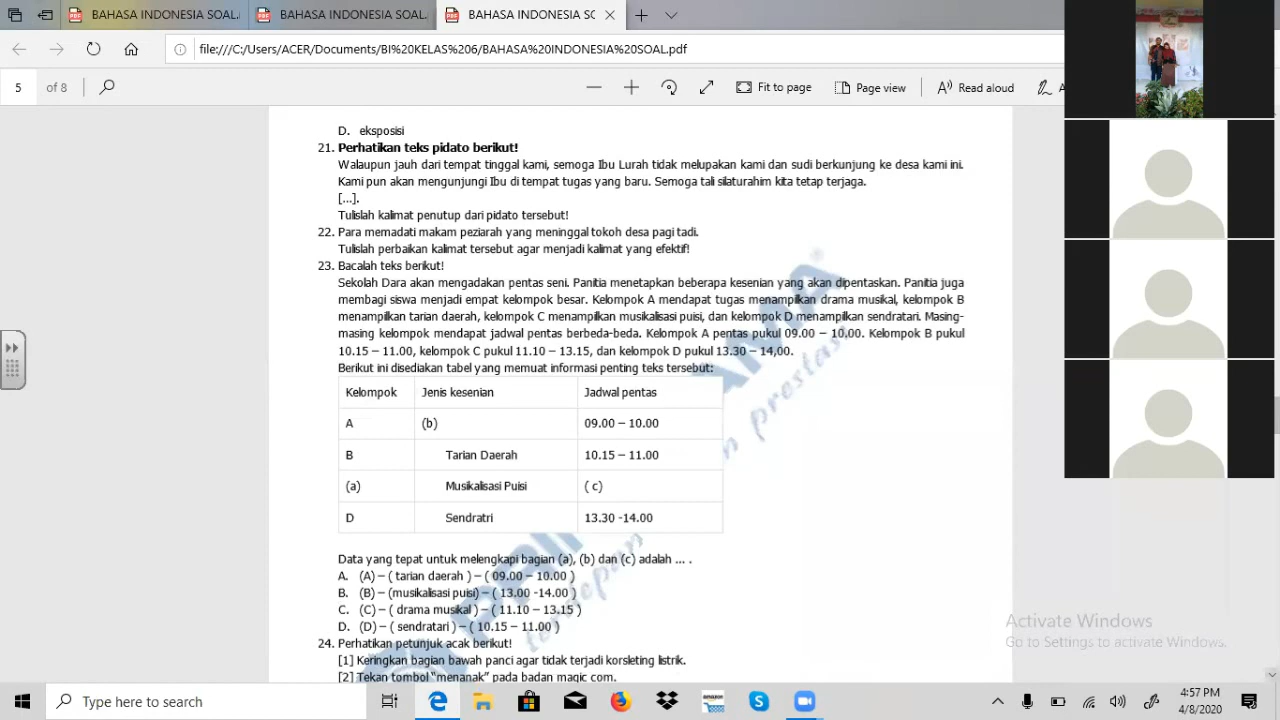 BAHASA INDONESIA SOAL
BAHASA INDONESIA SOAL
BAHASA INDONESIA SO
file:///C:/Users/ACER/Documents/BI%20KELAS%206/BAHASA%20INDONESIA%20SOAL.pdf
5 of 8 Fit to page Page view Read aloud A
D. eksposisi
21. Perhatikan teks pidato berikut!
Walaupun jauh dari tempat tinggal kami, semoga Ibu Lurah tidak melupakan kami dan sudi berkunjung ke desa kami ini.
Kami pun akan mengunjungi Ibu di tempat tugas yang baru. Semoga tali silaturahim kita tetap terjaga.
[...].
Tulislah kalimat penutup dari pidato tersebut!
22. Para memadati makam peziarah yang meninggal tokoh desa pagi tadi.
Tulislah perbaikan kalimat tersebut agar menjadi kalimat yang efektif!
23. Bacalah teks berikut!
Sekolah Dara akan mengadakan pentas seni. Panitia menetapkan beberapa kesenian yang akan dipentaskan. Panitia juga
membagi siswa menjadi empat kelompok besar. Kelompok A mendapat tugas menampilkan drama musikal, kelompok B
menampilkan tarian daerah, kelompok C menampilkan musikalisasi puisi, dan kelompok D menampilkan sendratari. Masing-
masing kelompok mendapat jadwal pentas berbeda-beda. Kelompok A pentas pukul 09.00 – 10,00. Kelompok B pukul
10.15 – 11.00, kelompok C pukul 11.10 – 13.15, dan kelompok D pukul 13.30 – 14,00.
Berikut ini disediakan tabel yang memuat informasi penting teks tersebut:
Kelompok Jenis kesenian Jadwal pentas
A (b) 09.00 – 10.00
B Tarian Daerah 10.15 – 11.00
(a) Musikalisasi Puisi ( c)
D Sendratri 13.30 -14.00
Data yang tepat untuk melengkapi bagian (a), (b) dan (c) adalah ... .
A. (A) – ( tarian daerah ) – ( 09.00 – 10.00 )
B. (B) – (musikalisasi puisi) – ( 13.00 -14.00 )
C. (C) – ( drama musikal ) – ( 11.10 – 13.15 )
D. (D) – ( sendratari ) – ( 10.15 – 11.00 )
24. Perhatikan petunjuk acak berikut!
[1] Keringkan bagian bawah panci agar tidak terjadi korsleting listrik.
[2] Tekan tombol "menanak" pada badan magic com.
Activate Windows
Go to Settings to activate Windows.
Type here to search
4:57 PM
4/8/2020